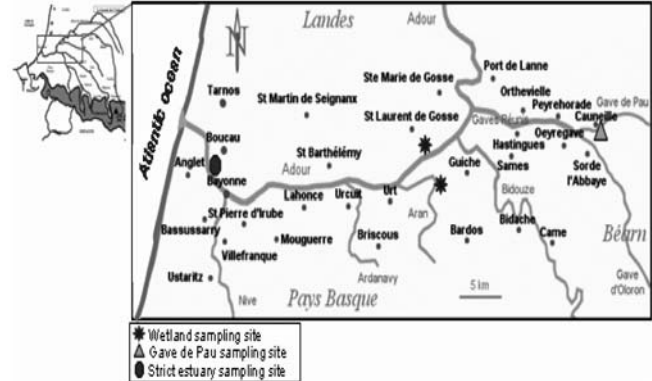 Landes
Adour
N
Port de Lanne
Ste Marie de Gosse
Orthevielle
Tarnos
St Martin de Seignanx
Peyrehorade
Gave de Pau
St Laurent de Gosse
Gaves Réunis
Cauneille
Atlantic ocean
Boucau
Hastingues
Oeyregave
St Barthélémy
Guiche
Sames
Sorde
l'Abbaye
Anglet
Adour
Bayonne
Lahonce
Urcuit
Urt
Bidouze
Aran
St Pierre d'Irube
Bidache
Béarn
Bassussarry
Mouguerre
Briscous
Bardos
Came
Villefranque
Ustaritz
Ardanavy
5 km
Gave
d'Oloron
Nive
Pays Basque
Wetland sampling site
Gave de Pau sampling site
Strict estuary sampling site